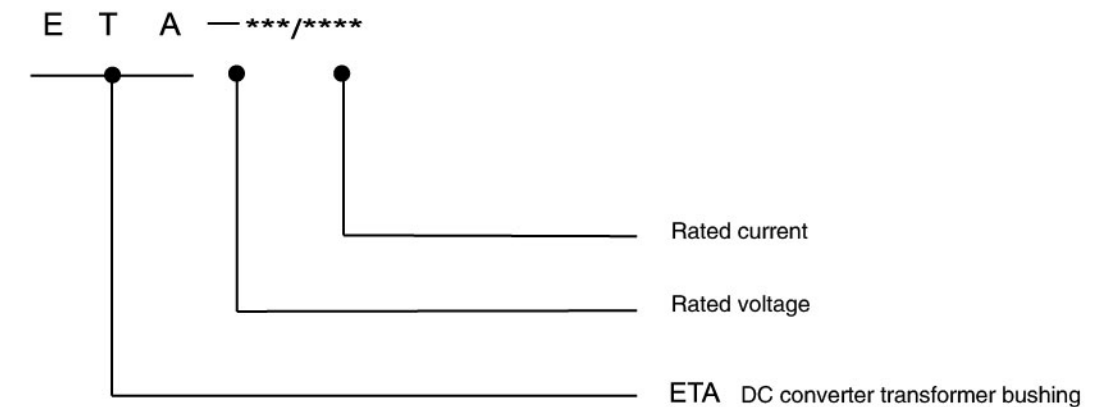 E T A —***/****
Rated current
Rated voltage
ETA DC converter transformer bushing